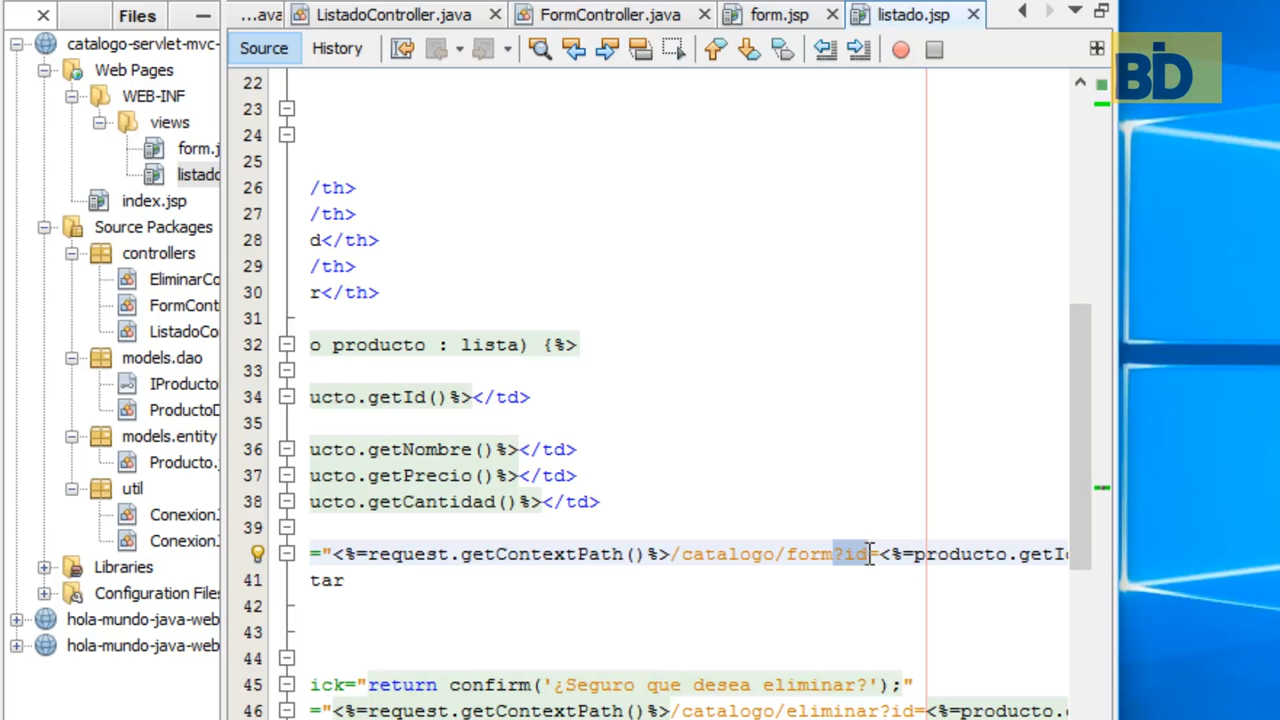 Files
...ava
ListadoController.java
FormController.java
form.jsp
listado.jsp
Source
History
catalogo-servlet-mvc-
Web Pages
WEB-INF
views
form.j
listado
index.jsp
Source Packages
controllers
EliminarCo
FormCont
ListadoCo
models.dao
IProducto
ProductoD
models.entity
Producto.
util
ConexionJ
ConexionJ
Libraries
Configuration Files
hola-mundo-java-web
hola-mundo-java-web
BID
22
23
24
25
26 /th>
27 /th>
28 d</th>
29 /th>
30 r</th>
31
32 o producto : lista) {%>
33
34 ucto.getId()%></td>
35
36 ucto.getNombre()%></td>
37 ucto.getPrecio()%></td>
38 ucto.getCantidad()%></td>
39
="<%=request.getContextPath()%>/catalogo/form?id=<%=producto.getId
41 tar
42
43
44
45 ick="return confirm('¿Seguro que desea eliminar?');"
46 ="<%=request.getContextPath()%>/catalogo/eliminar?id=<%=producto.